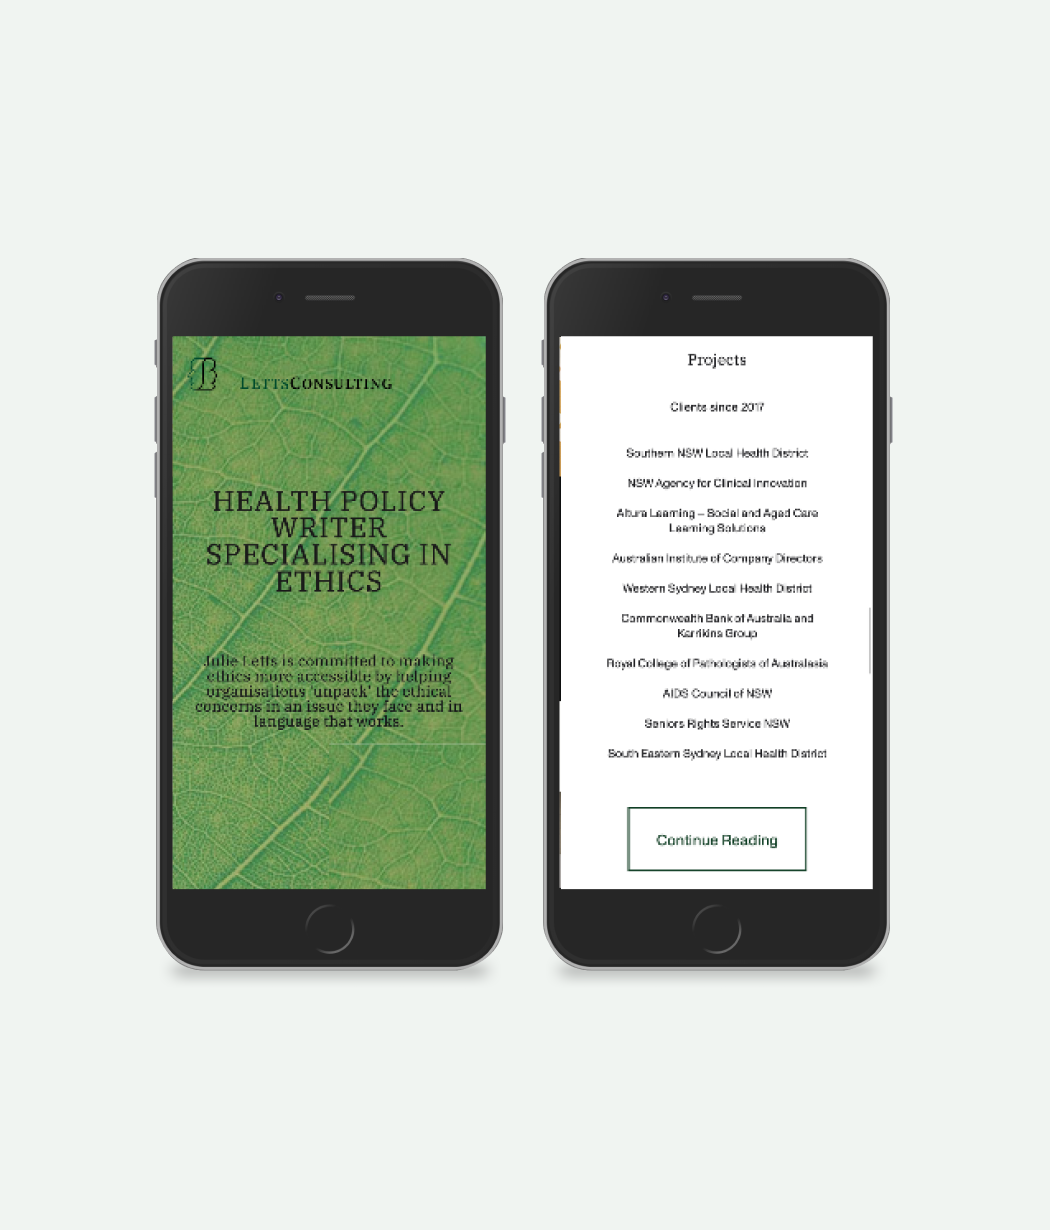 LETTSCONSULTING
HEALTH POLICY
WRITER
SPECIALISING IN
ETHICS
Julie Letts is committed to making
ethics more accessible by helping
organisations 'unpack' the ethical
concerns in an issue they face and in
language that works.
Projects
Clients since 2017
Southern NSW Local Health District
NSW Agency for Clinical Innovation
Altura Learning – Social and Aged Care
Learning Solutions
Australian Institute of Company Directors
Western Sydney Local Health District
Commonwealth Bank of Australia and
Karrikins Group
Royal College of Pathologists of Australasia
AIDS Council of NSW
Seniors Rights Service NSW
South Eastern Sydney Local Health District
Continue Reading